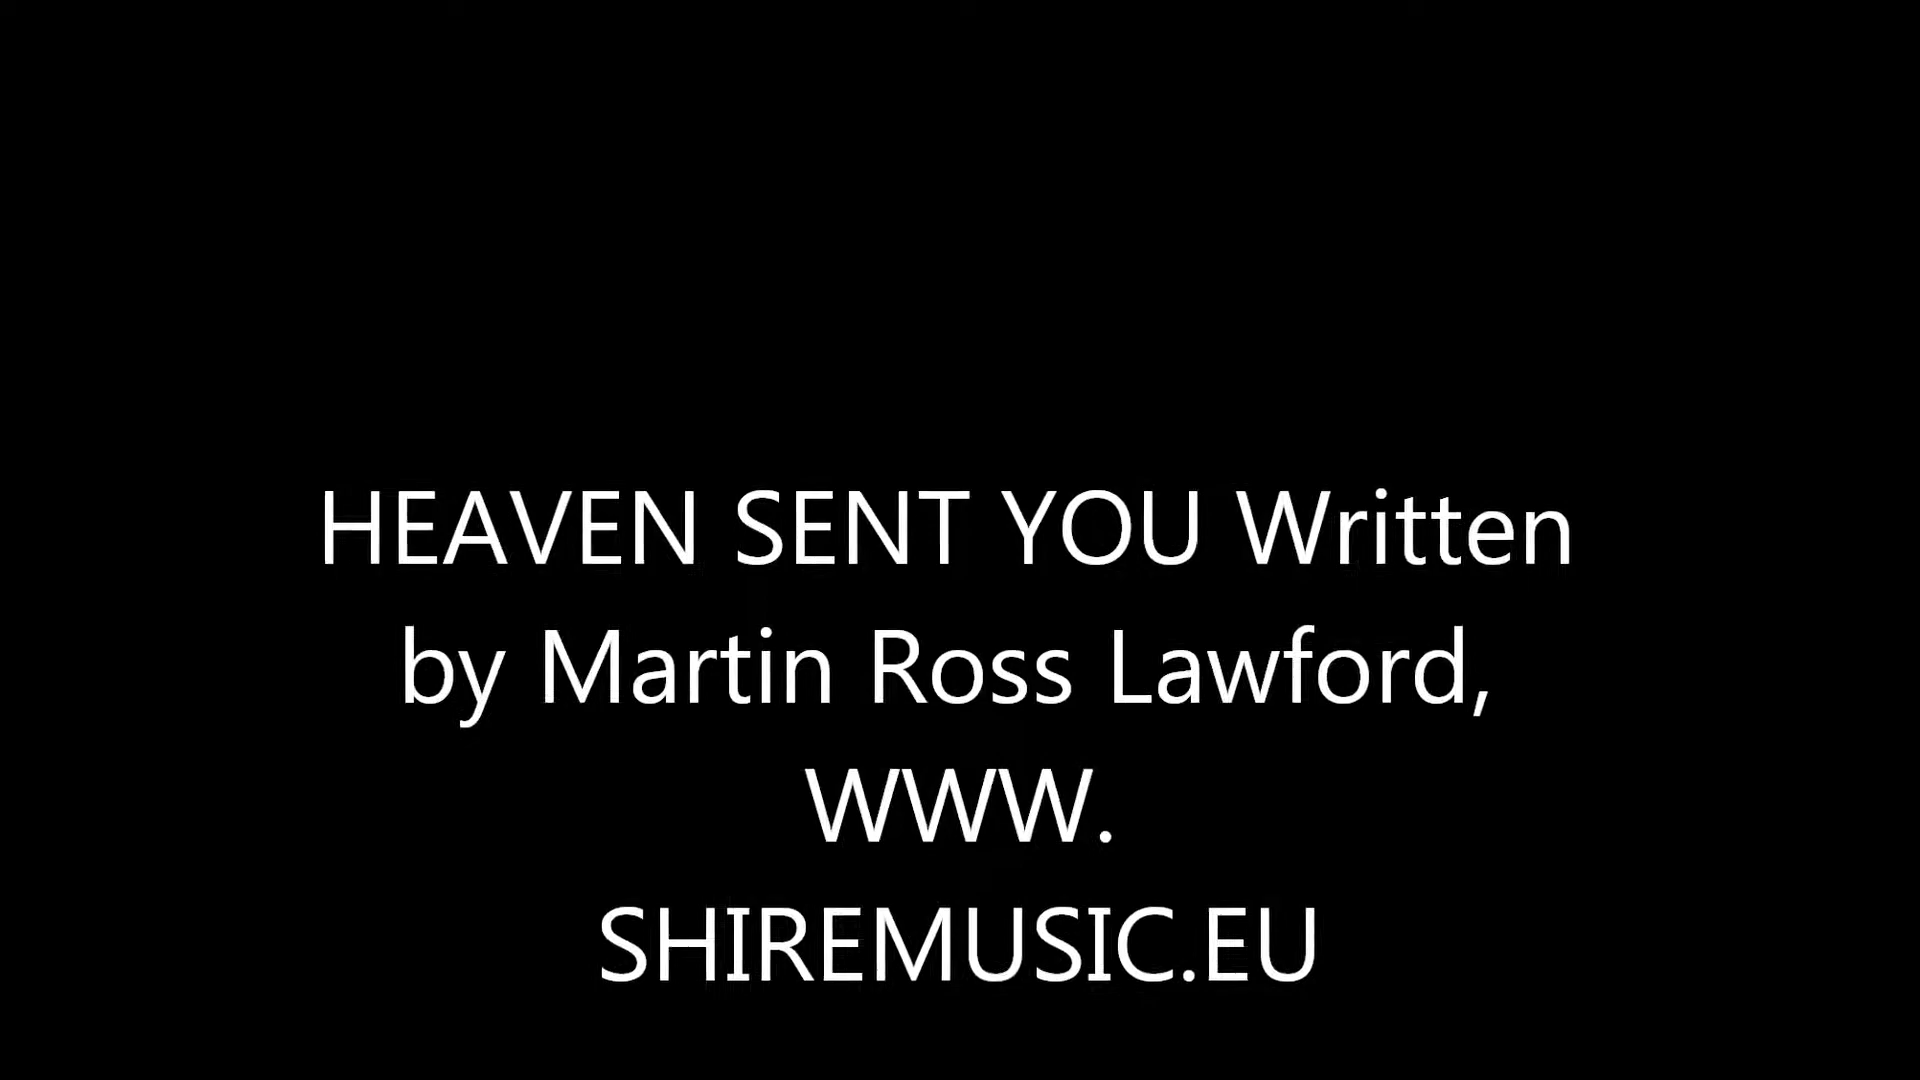 HEAVEN SENT YOU Written
by Martin Ross Lawford,
WWW.
SHIREMUSIC.EU